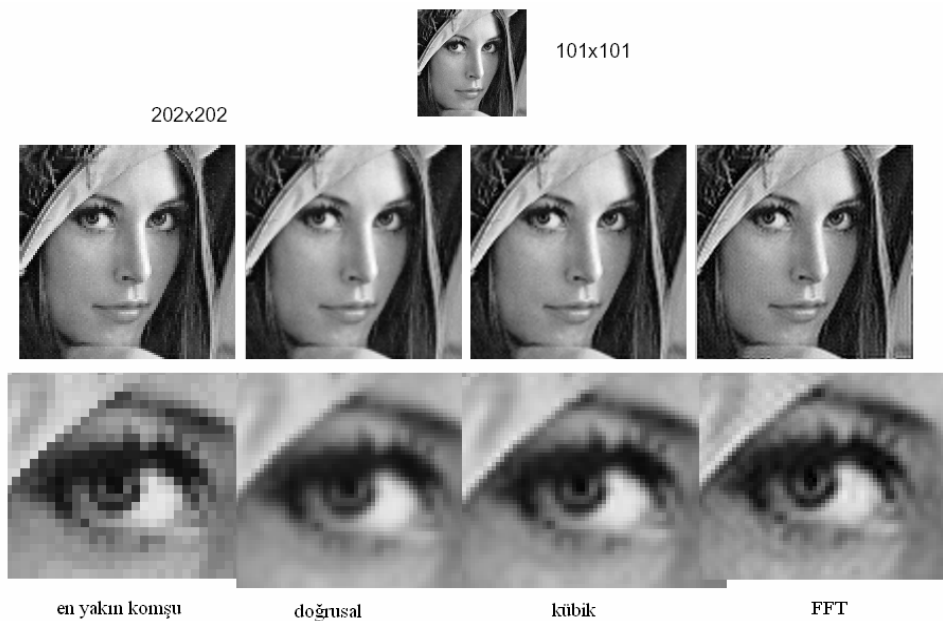 101x101
202x202
en yakın komşu
doğrusal
kübik
FFT